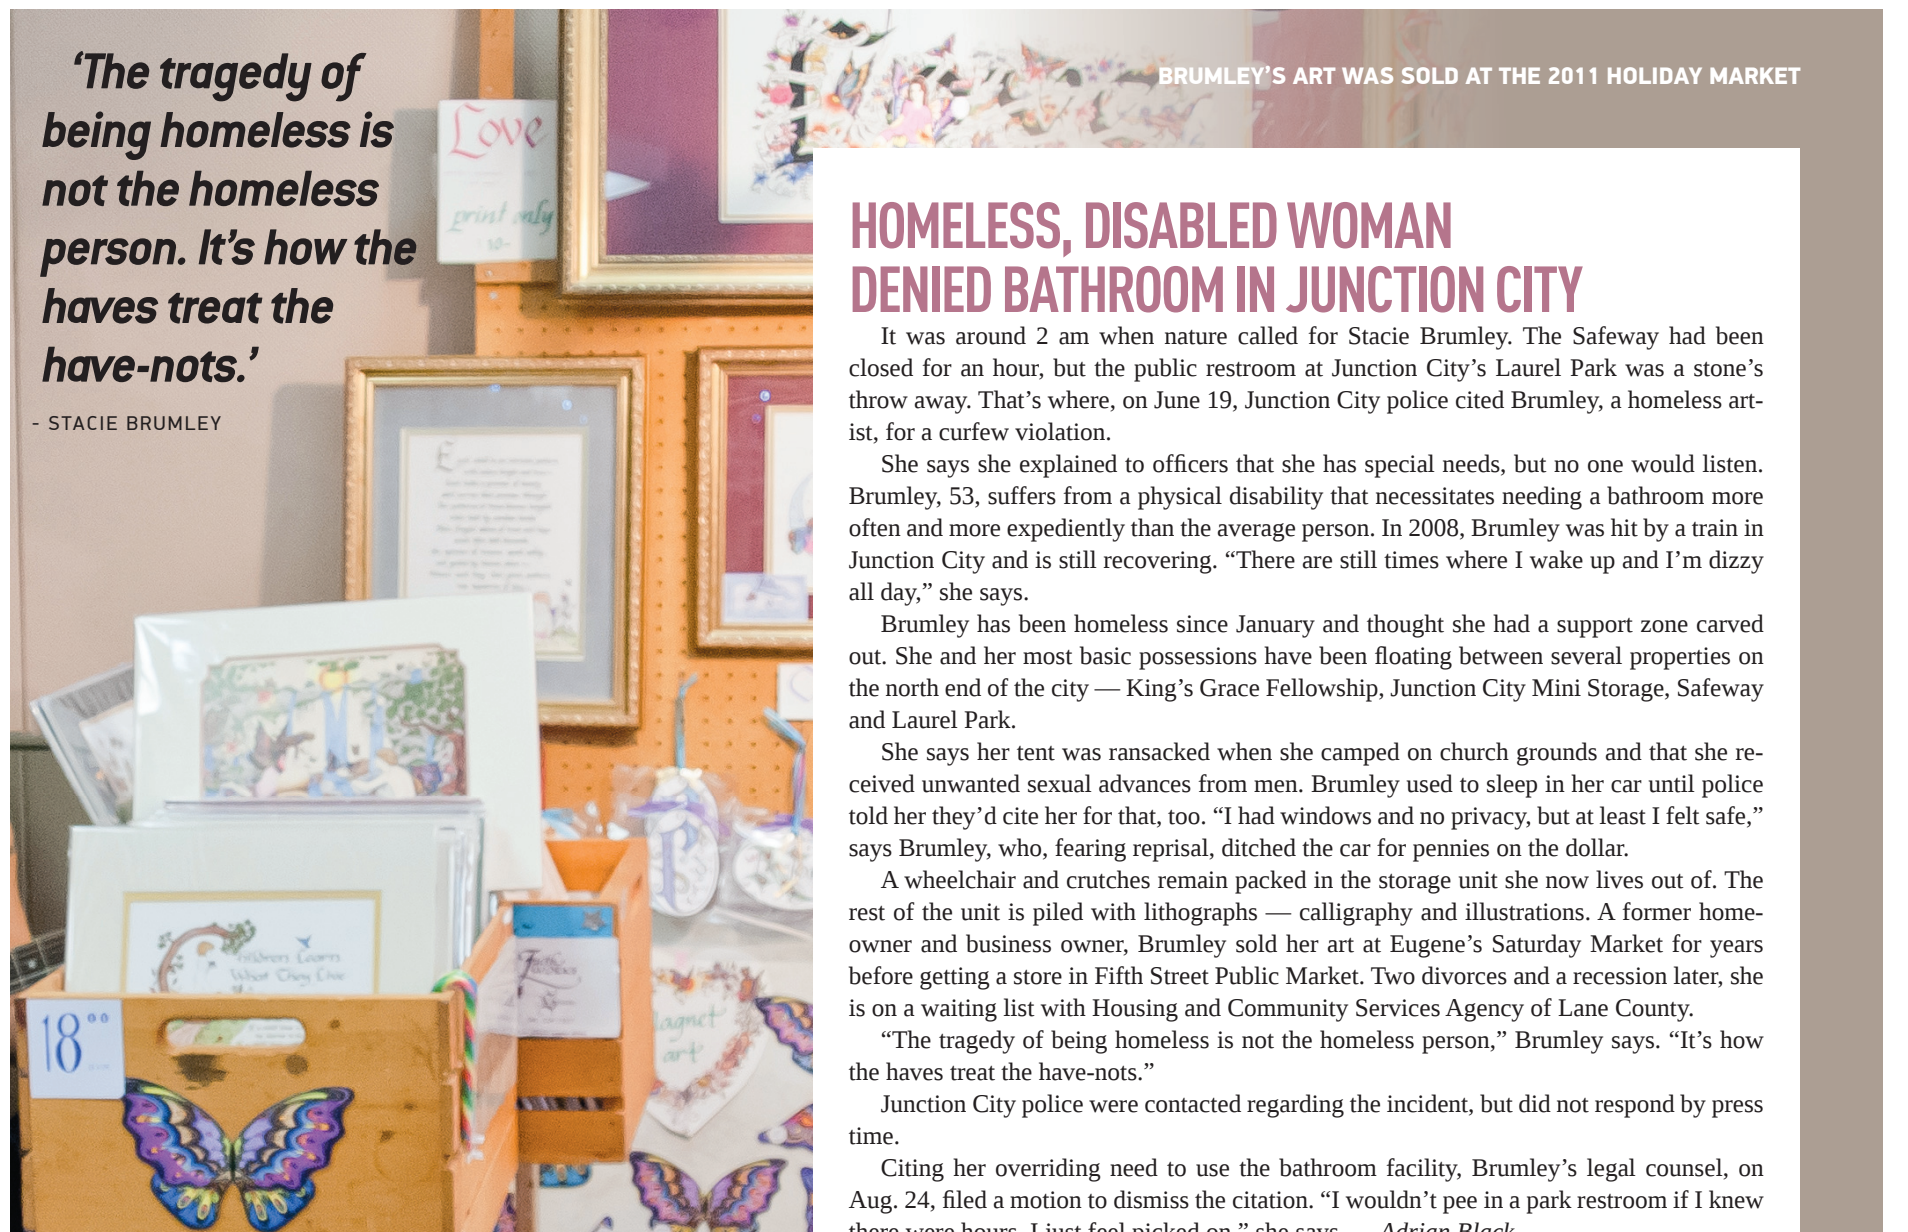 ‘The tragedy of
being homeless is
not the homeless
person. It’s how the
haves treat the
have-nots.’
- STACIE BRUMLEY
BRUMLEY’S ART WAS SOLD AT THE 2011 HOLIDAY MARKET
Love
print only
10-
HOMELESS, DISABLED WOMAN
DENIED BATHROOM IN JUNCTION CITY
It was around 2 am when nature called for Stacie Brumley. The Safeway had been
closed for an hour, but the public restroom at Junction City’s Laurel Park was a stone’s
throw away. That’s where, on June 19, Junction City police cited Brumley, a homeless art-
ist, for a curfew violation.
She says she explained to officers that she has special needs, but no one would listen.
Brumley, 53, suffers from a physical disability that necessitates needing a bathroom more
often and more expediently than the average person. In 2008, Brumley was hit by a train in
Junction City and is still recovering. “There are still times where I wake up and I’m dizzy
all day,” she says.
Brumley has been homeless since January and thought she had a support zone carved
out. She and her most basic possessions have been floating between several properties on
the north end of the city — King’s Grace Fellowship, Junction City Mini Storage, Safeway
and Laurel Park.
She says her tent was ransacked when she camped on church grounds and that she re-
ceived unwanted sexual advances from men. Brumley used to sleep in her car until police
told her they’d cite her for that, too. “I had windows and no privacy, but at least I felt safe,”
says Brumley, who, fearing reprisal, ditched the car for pennies on the dollar.
A wheelchair and crutches remain packed in the storage unit she now lives out of. The
rest of the unit is piled with lithographs — calligraphy and illustrations. A former home-
owner and business owner, Brumley sold her art at Eugene’s Saturday Market for years
before getting a store in Fifth Street Public Market. Two divorces and a recession later, she
is on a waiting list with Housing and Community Services Agency of Lane County.
“The tragedy of being homeless is not the homeless person,” Brumley says. “It’s how
the haves treat the have-nots.”
Junction City police were contacted regarding the incident, but did not respond by press
time.
Citing her overriding need to use the bathroom facility, Brumley’s legal counsel, on
Aug. 24, filed a motion to dismiss the citation. “I wouldn’t pee in a park restroom if I knew
there were hours. I just feel picked on,” she says. — Adrian Black
Children Learn
What They Live
18°°
Magnet
art